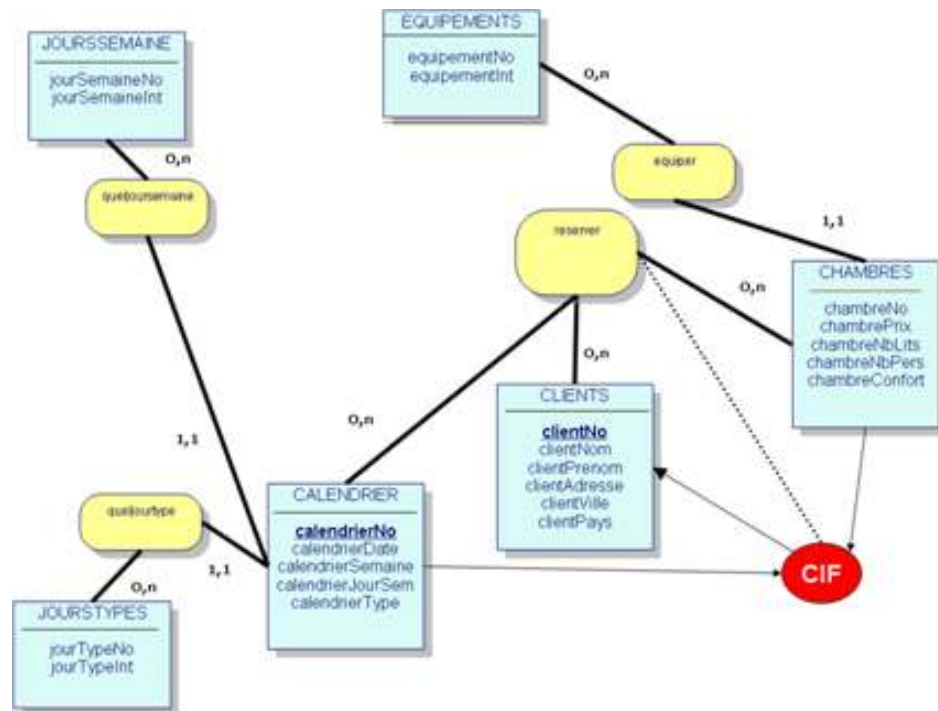 JOURSSEMAINE
jourSemaineNo
jourSemaineInt
EQUIPEMENTS
equipementNo
equipementInt
0,n
0,n
queljoursemaine
equiper
1,1
reserver
0,n
CHAMBRES
chambreNo
chambrePrix
chambreNbLits
chambreNbPers
chambreConfort
0,n
0,n
1,1
CLIENTS
clientNo
clientNom
clientPrenom
clientAdresse
clientVille
clientPays
CALENDRIER
calendrierNo
calendrierDate
calendrierSemaine
calendrierJourSem
calendrierType
queljourtype
1,1
0,n
CIF
JOURSTYPES
jourTypeNo
jourTypeInt